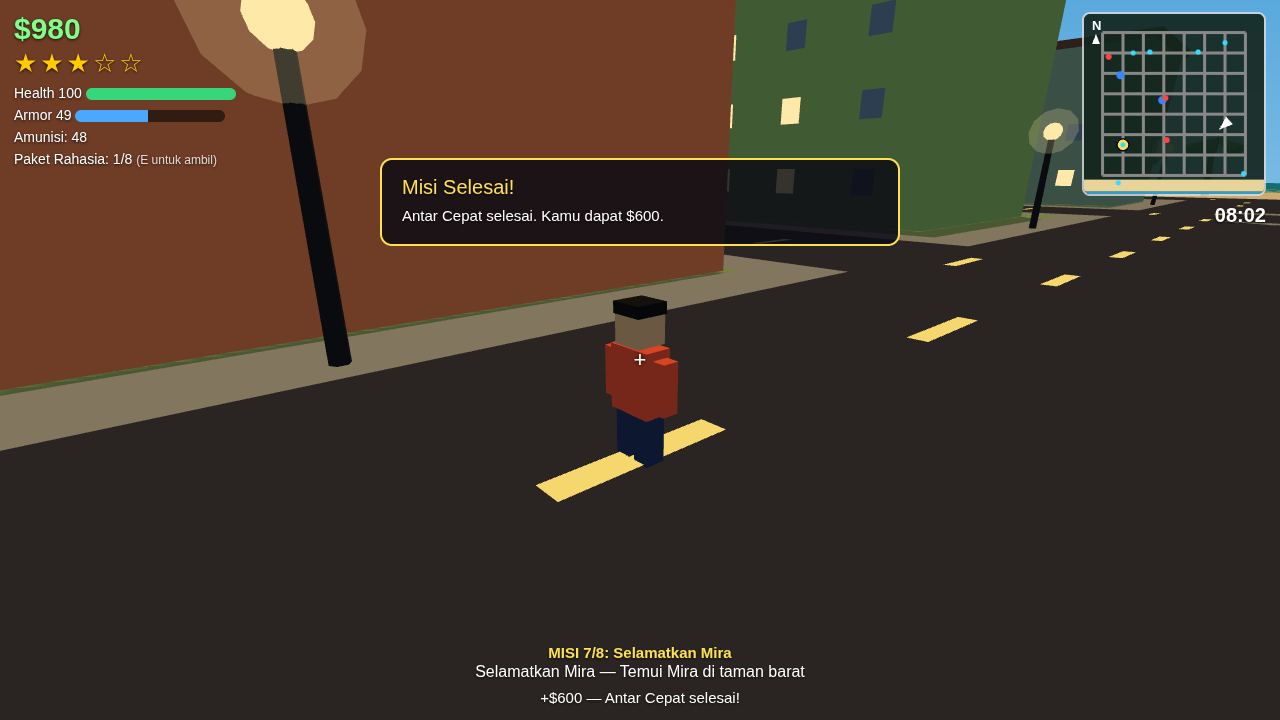 $980
★★★☆☆
Health 100
Armor 49
Amunisi: 48
Paket Rahasia: 1/8 (E untuk ambil)
N
08:02
Misi Selesai!
Antar Cepat selesai. Kamu dapat $600.
+
MISI 7/8: Selamatkan Mira
Selamatkan Mira — Temui Mira di taman barat
+$600 — Antar Cepat selesai!